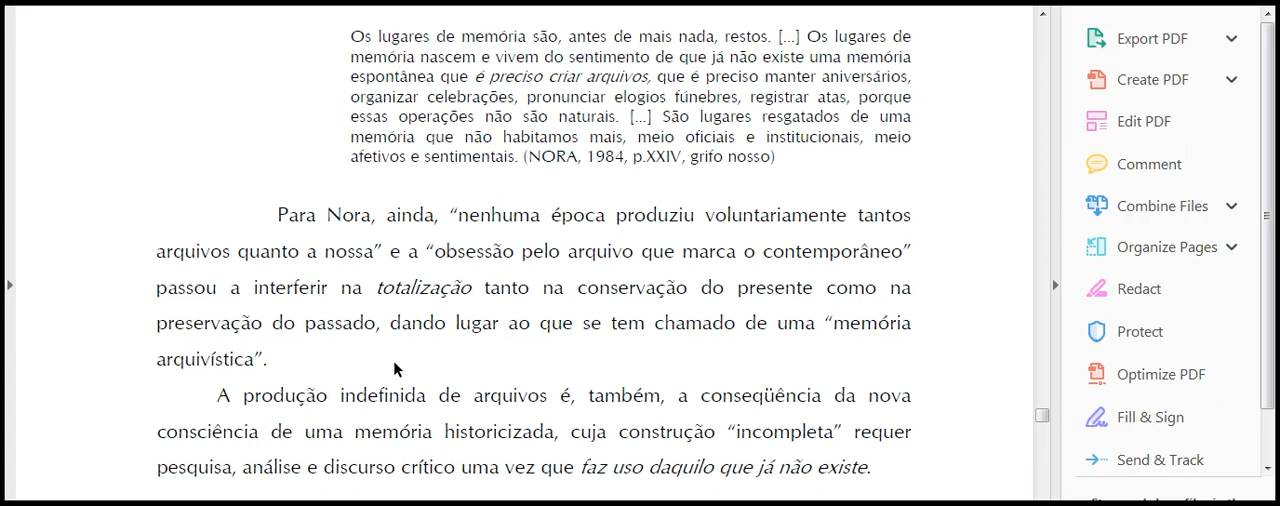 Os lugares de memória são, antes de mais nada, restos. [...] Os lugares de
memória nascem e vivem do sentimento de que já não existe uma memória
espontânea que é preciso criar arquivos, que é preciso manter aniversários,
organizar celebrações, pronunciar elogios fúnebres, registrar atas, porque
essas operações não são naturais. [...] São lugares resgatados de uma
memória que não habitamos mais, meio oficiais e institucionais, meio
afetivos e sentimentais. (NORA, 1984, p.XXIV, grifo nosso)
Para Nora, ainda, “nenhuma época produziu voluntariamente tantos
arquivos quanto a nossa” e a “obsessão pelo arquivo que marca o contemporâneo”
passou a interferir na totalização tanto na conservação do presente como na
preservação do passado, dando lugar ao que se tem chamado de uma “memória
arquivística”.
A produção indefinida de arquivos é, também, a conseqüência da nova
consciência de uma memória historicizada, cuja construção “incompleta” requer
pesquisa, análise e discurso crítico uma vez que faz uso daquilo que já não existe.
Export PDF
Create PDF
Edit PDF
Comment
Combine Files
Organize Pages
Redact
Protect
Optimize PDF
Fill & Sign
Send & Track